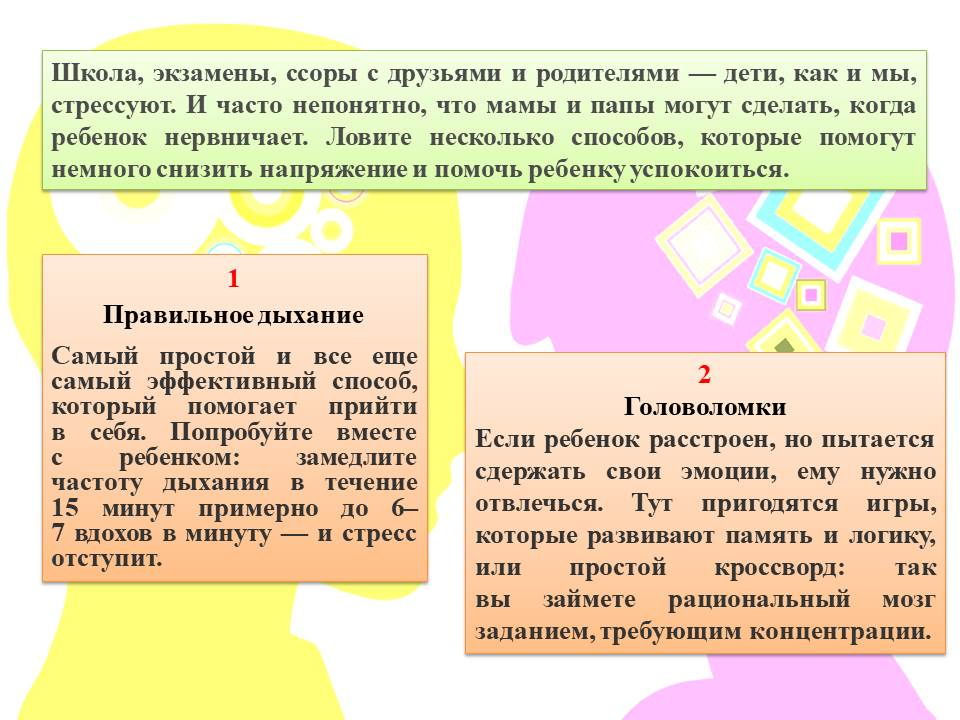 Школа, экзамены, ссоры с друзьями и родителями — дети, как и мы,
стрессуют. И часто непонятно, что мамы и папы могут сделать, когда
ребенок нервничает. Ловите несколько способов, которые помогут
немного снизить напряжение и помочь ребенку успокоиться.
1
Правильное дыхание
Самый простой и все еще
самый эффективный способ,
который помогает прийти
в себя. Попробуйте вместе
с ребенком: замедлите
частоту дыхания в течение
15 минут примерно до 6–
7 вдохов в минуту — и стресс
отступит.
2
Головоломки
Если ребенок расстроен, но пытается
сдержать свои эмоции, ему нужно
отвлечься. Тут пригодятся игры,
которые развивают память и логику,
или простой кроссворд: так
вы займете рациональный мозг
заданием, требующим концентрации.